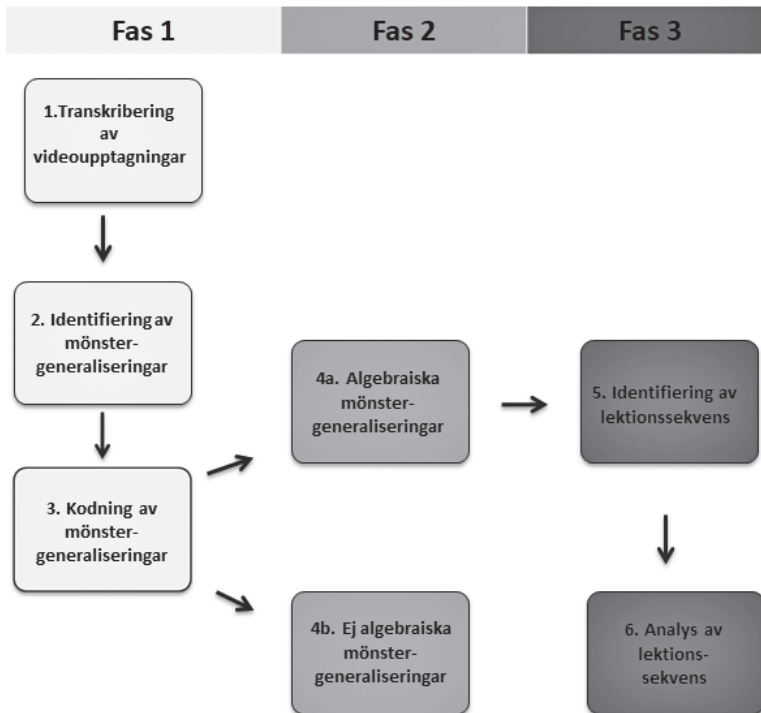 Fas 1
Fas 2
Fas 3
1.Transkribering
av
videoupptagningar
2. Identifiering av
mönster-
generaliseringar
3. Kodning av
mönster-
generaliseringar
4a. Algebraiska
mönster-
generaliseringar
4b. Ej algebraiska
mönster-
generaliseringar
5. Identifiering av
lektionssekvens
6. Analys av
lektions-
sekvens